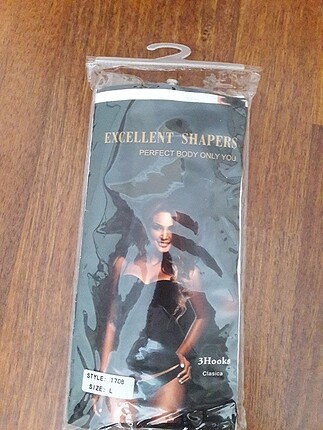 EXCELLENT SHAPERS
PERFECT BODY ONLY YOU
3Hooks
Clasica
STYLE: 1706
SIZE: L